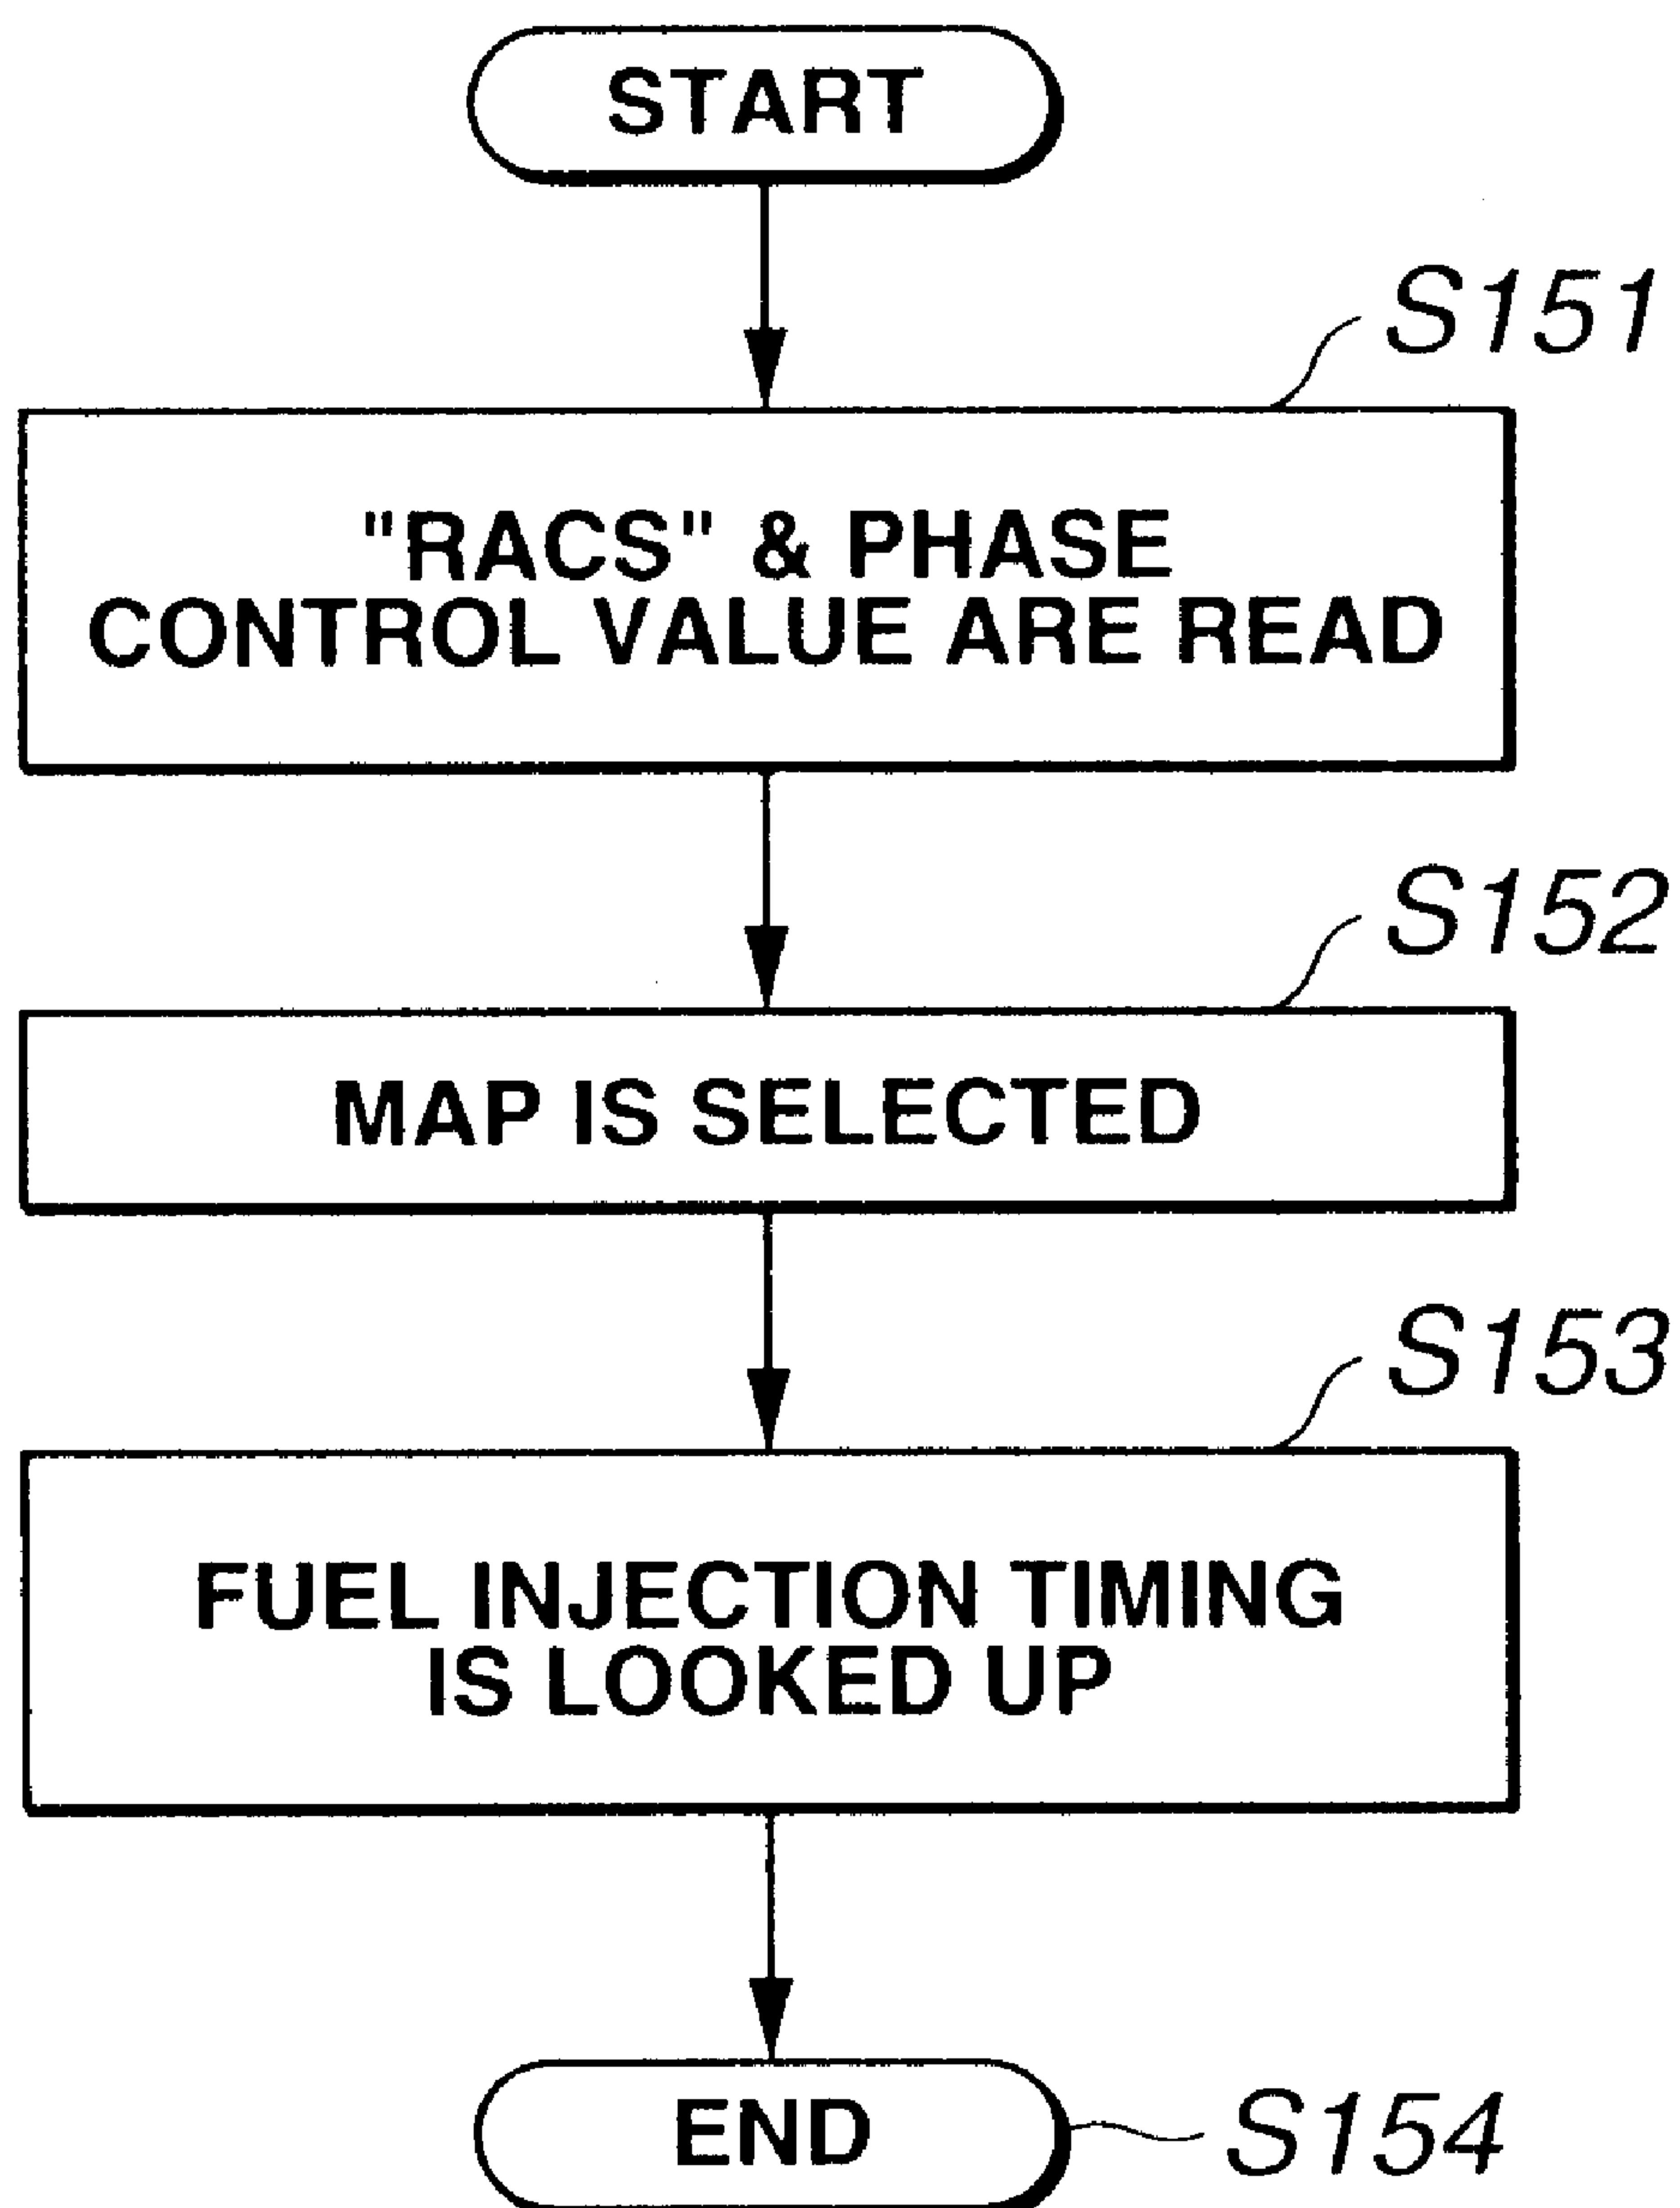 START
S151
"RACS" & PHASE
CONTROL VALUE ARE READ
S152
MAP IS SELECTED
S153
FUEL INJECTION TIMING
IS LOOKED UP
END
S154